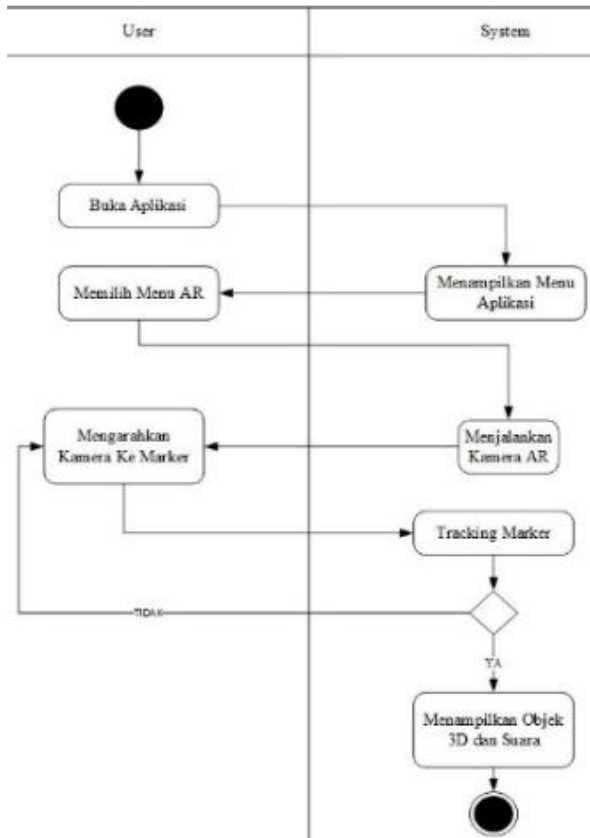 User
System
Buka Aplikasi
Menampilkan Menu
Aplikasi
Memilih Menu AR
Menjalankan
Kamera AR
Mengarahkan
Kamera Ke Marker
Tracking Marker
TIDAK
YA
Menampilkan Objek
3D dan Suara